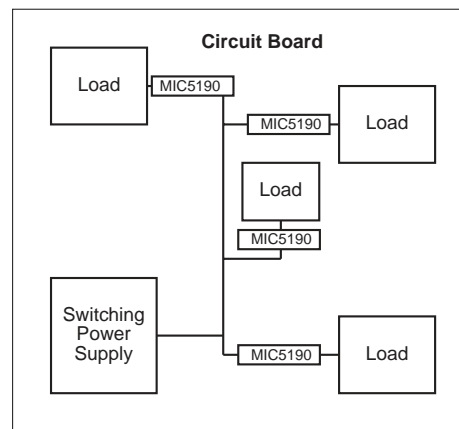 Circuit Board
Load
MIC5190
MIC5190
Load
Load
MIC5190
Switching
Power
Supply
MIC5190
Load